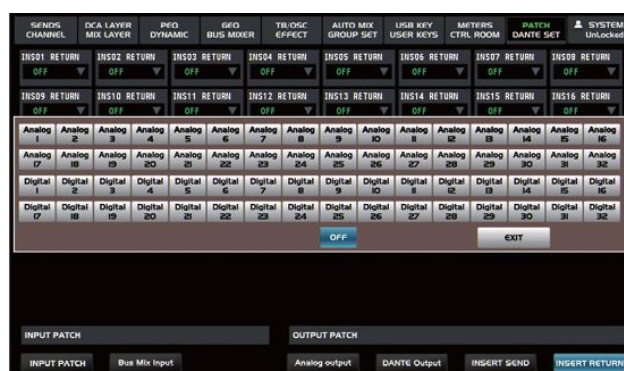 SENDS DCA LAYER PEQ GEQ TB/OSC AUTO MIX USB KEY METERS PATCH SYSTEM
CHANNEL MIX LAYER DYNAMIC BUS MIXER EFFECT GROUP SET USER KEYS CTRL ROOM DANTE SET UnLocked
INS01 RETURN INS02 RETURN INS03 RETURN INS04 RETURN INS05 RETURN INS06 RETURN INS07 RETURN INS08 RETURN
OFF OFF OFF OFF OFF OFF OFF OFF
INS09 RETURN INS10 RETURN INS11 RETURN INS12 RETURN INS13 RETURN INS14 RETURN INS15 RETURN INS16 RETURN
OFF OFF OFF OFF OFF OFF OFF OFF
Analog Analog Analog Analog Analog Analog Analog Analog Analog Analog Analog Analog Analog Analog Analog Analog
1 2 3 4 5 6 7 8 9 10 11 12 13 14 15 16
Analog Analog Analog Analog Analog Analog Analog Analog Analog Analog Analog Analog Analog Analog Analog Analog
17 18 19 20 21 22 23 24 25 26 27 28 29 30 31 32
Digital Digital Digital Digital Digital Digital Digital Digital Digital Digital Digital Digital Digital Digital Digital Digital
1 2 3 4 5 6 7 8 9 10 11 12 13 14 15 16
Digital Digital Digital Digital Digital Digital Digital Digital Digital Digital Digital Digital Digital Digital Digital Digital
17 18 19 20 21 22 23 24 25 26 27 28 29 30 31 32
OFF EXIT
INPUT PATCH OUTPUT PATCH
INPUT PATCH Bus Mix Input Analog output DANTE Output INSERT SEND INSERT RETURN